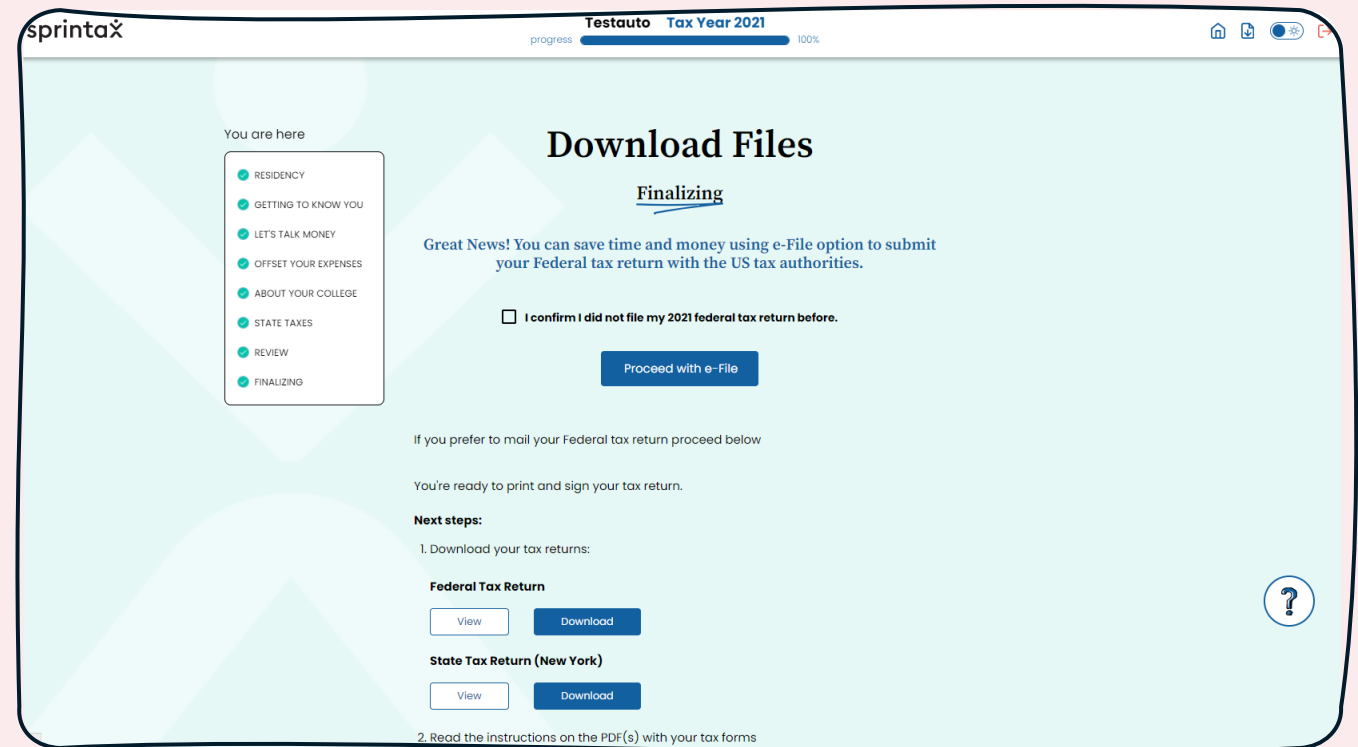 sprintax
Testauto Tax Year 2021
progress 100%
You are here
RESIDENCY
GETTING TO KNOW YOU
LET'S TALK MONEY
OFFSET YOUR EXPENSES
ABOUT YOUR COLLEGE
STATE TAXES
REVIEW
FINALIZING
Download Files
Finalizing
Great News! You can save time and money using e-File option to submit
your Federal tax return with the US tax authorities.
I confirm I did not file my 2021 federal tax return before.
Proceed with e-File
If you prefer to mail your Federal tax return proceed below
You're ready to print and sign your tax return.
Next steps:
1. Download your tax returns:
Federal Tax Return
View Download
State Tax Return (New York)
View Download
2. Read the instructions on the PDF(s) with your tax forms
?